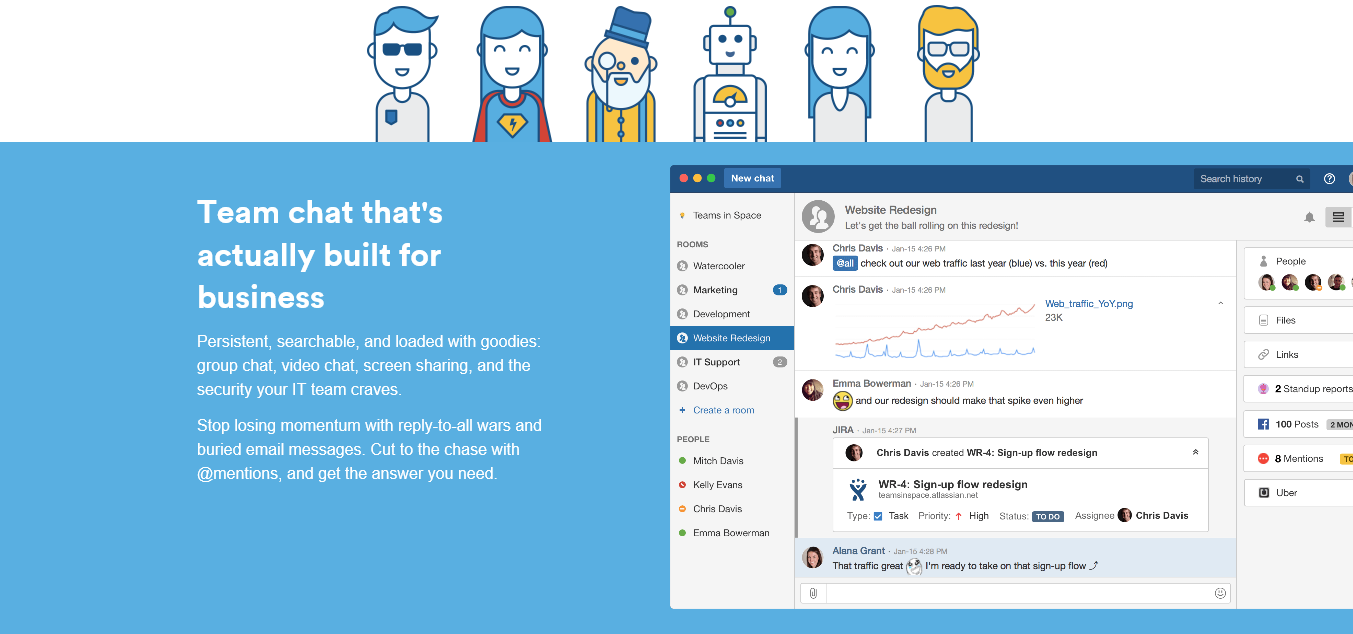 Team chat that's
actually built for
business
Persistent, searchable, and loaded with goodies:
group chat, video chat, screen sharing, and the
security your IT team craves.
Stop losing momentum with reply-to-all wars and
buried email messages. Cut to the chase with
@mentions, and get the answer you need.
New chat
Search history
Teams in Space
ROOMS
Watercooler
Marketing 1
Development
Website Redesign
IT Support 2
DevOps
+ Create a room
PEOPLE
Mitch Davis
Kelly Evans
Chris Davis
Emma Bowerman
Website Redesign
Let's get the ball rolling on this redesign!
Chris Davis · Jan-15 4:26 PM
@all check out our web traffic last year (blue) vs. this year (red)
Chris Davis · Jan-15 4:26 PM
Web_traffic_YoY.png
23K
Emma Bowerman · Jan-15 4:26 PM
and our redesign should make that spike even higher
JIRA · Jan-15 4:27 PM
Chris Davis created WR-4: Sign-up flow redesign
WR-4: Sign-up flow redesign
teamsinspace.atlassian.net
Type: Task Priority: High Status: TO DO Assignee Chris Davis
Alana Grant · Jan-15 4:28 PM
That traffic great I'm ready to take on that sign-up flow
People
Files
Links
2 Standup reports
100 Posts 2 MON
8 Mentions TO
Uber